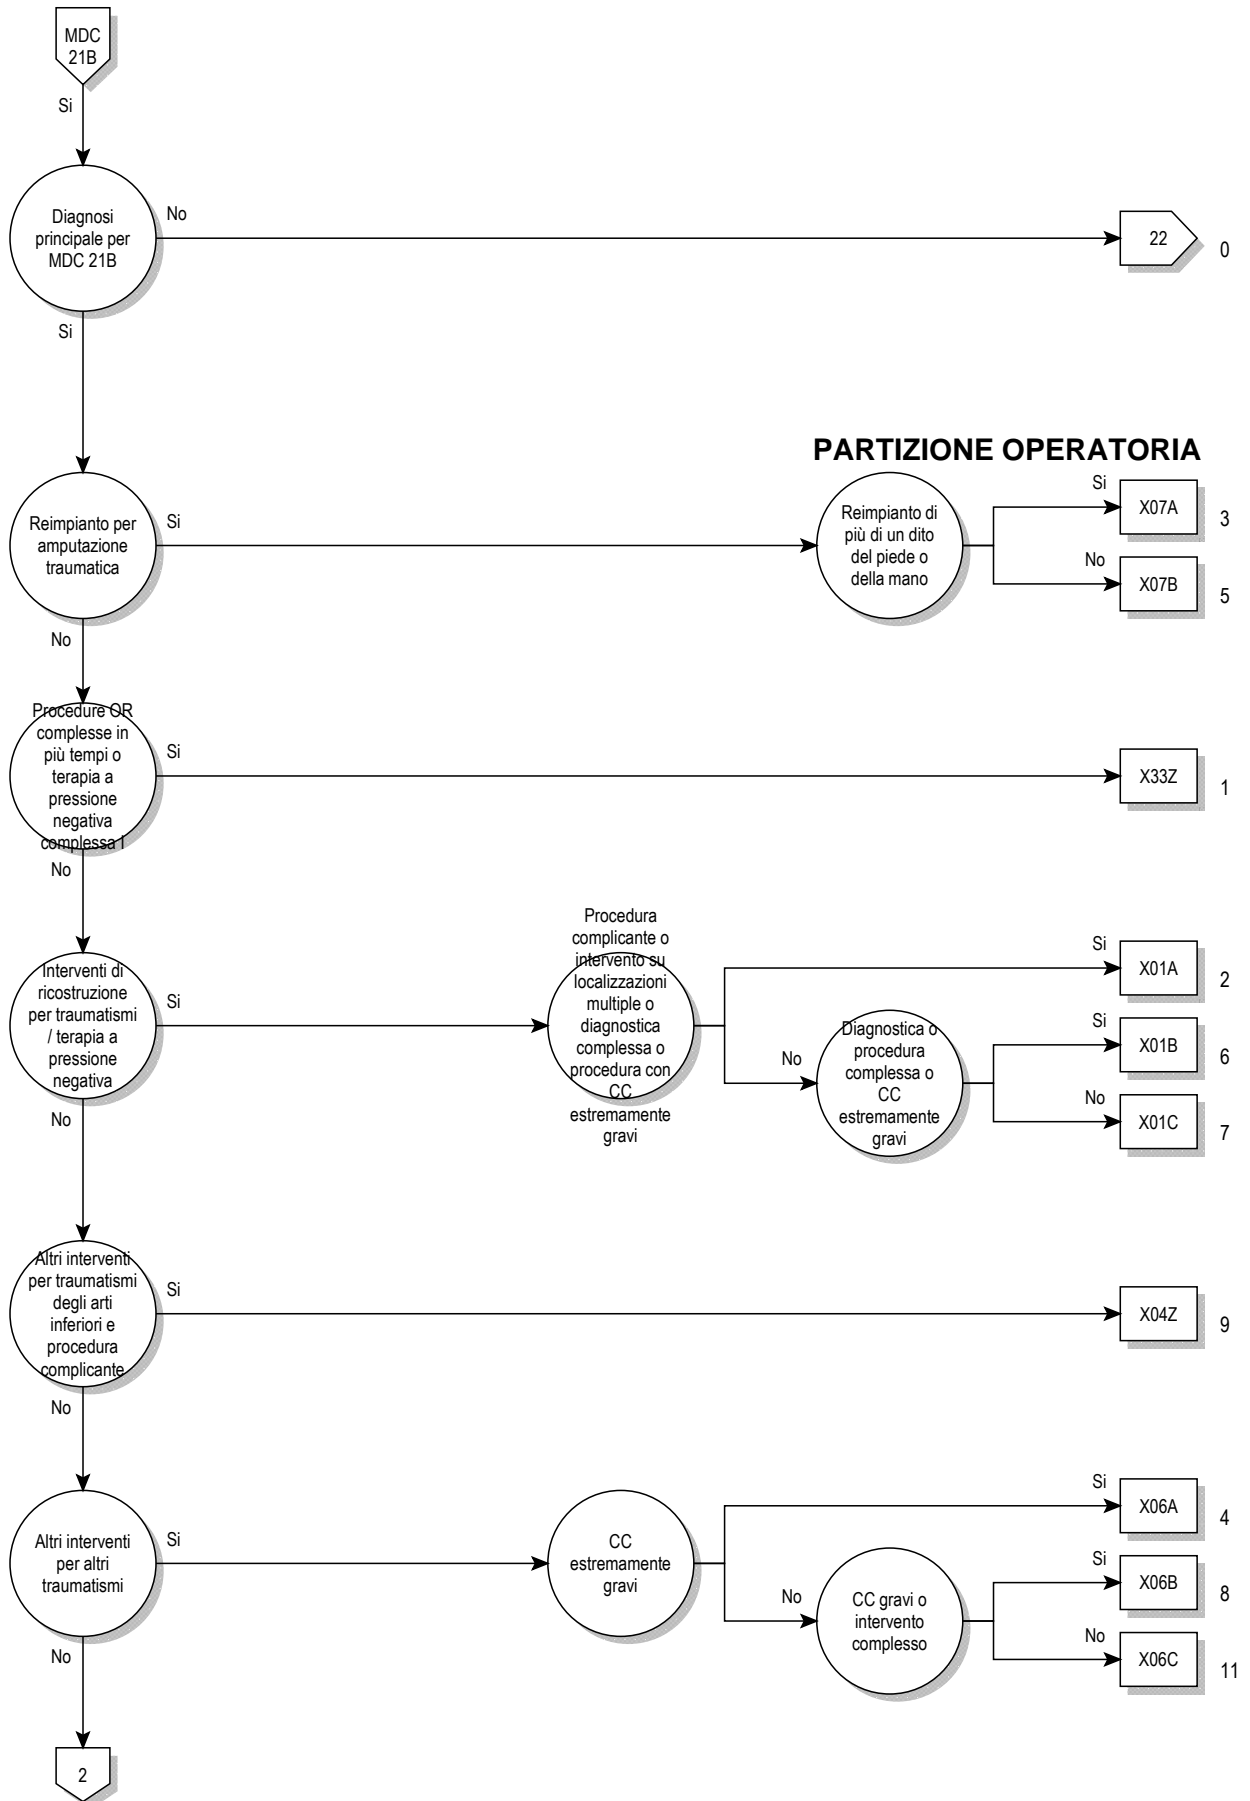 MDC
21B
Si
Diagnosi
principale per
MDC 21B
No
22
0
Si
PARTIZIONE OPERATORIA
Reimpianto per
amputazione
traumatica
Si
Reimpianto di
più di un dito
del piede o
della mano
Si
X07A
3
No
X07B
5
No
Procedure OR
complesse in
più tempi o
terapia a
pressione
negativa
complessa I
Si
X33Z
1
No
Interventi di
ricostruzione
per traumatismi
/ terapia a
pressione
negativa
Si
Procedura
complicante o
intervento su
localizzazioni
multiple o
diagnostica
complessa o
procedura con
CC
estremamente
gravi
Si
X01A
2
No
Diagnostica o
procedura
complessa o
CC
estremamente
gravi
Si
X01B
6
No
X01C
7
No
Altri interventi
per traumatismi
degli arti
inferiori e
procedura
complicante
Si
X04Z
9
No
Altri interventi
per altri
traumatismi
Si
CC
estremamente
gravi
Si
X06A
4
No
CC gravi o
intervento
complesso
Si
X06B
8
No
X06C
11
No
2